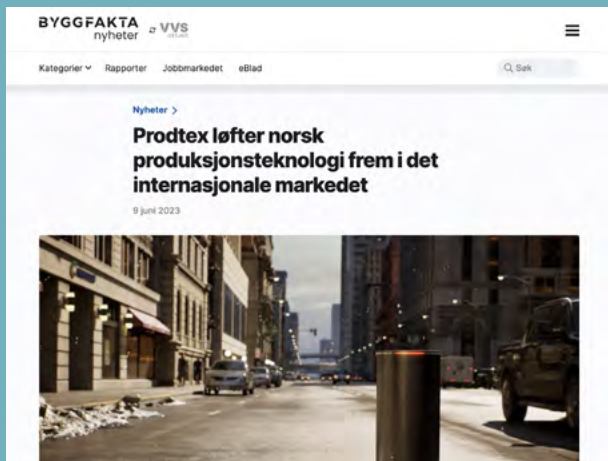 BYGGFAKTA
nyheter
VVS
aktuelt
Kategorier Rapporter Jobbmarkedet eBlad
Søk
Nyheter >
Prodtex løfter norsk
produksjonsteknologi frem i det
internasjonale markedet
9 juni 2023